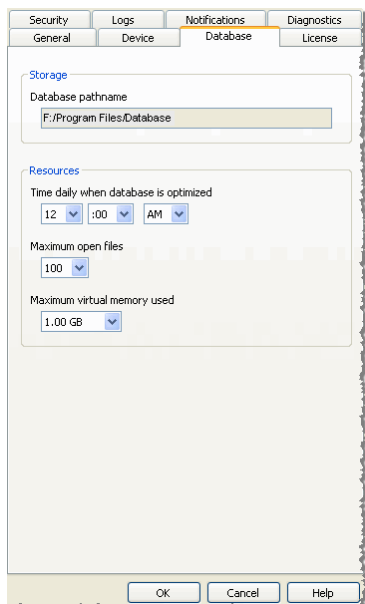 Security Logs Notifications Diagnostics
General Device Database License
Storage
Database pathname
F:/Program Files/Database
Resources
Time daily when database is optimized
12 :00 AM
Maximum open files
100
Maximum virtual memory used
1.00 GB
OK Cancel Help